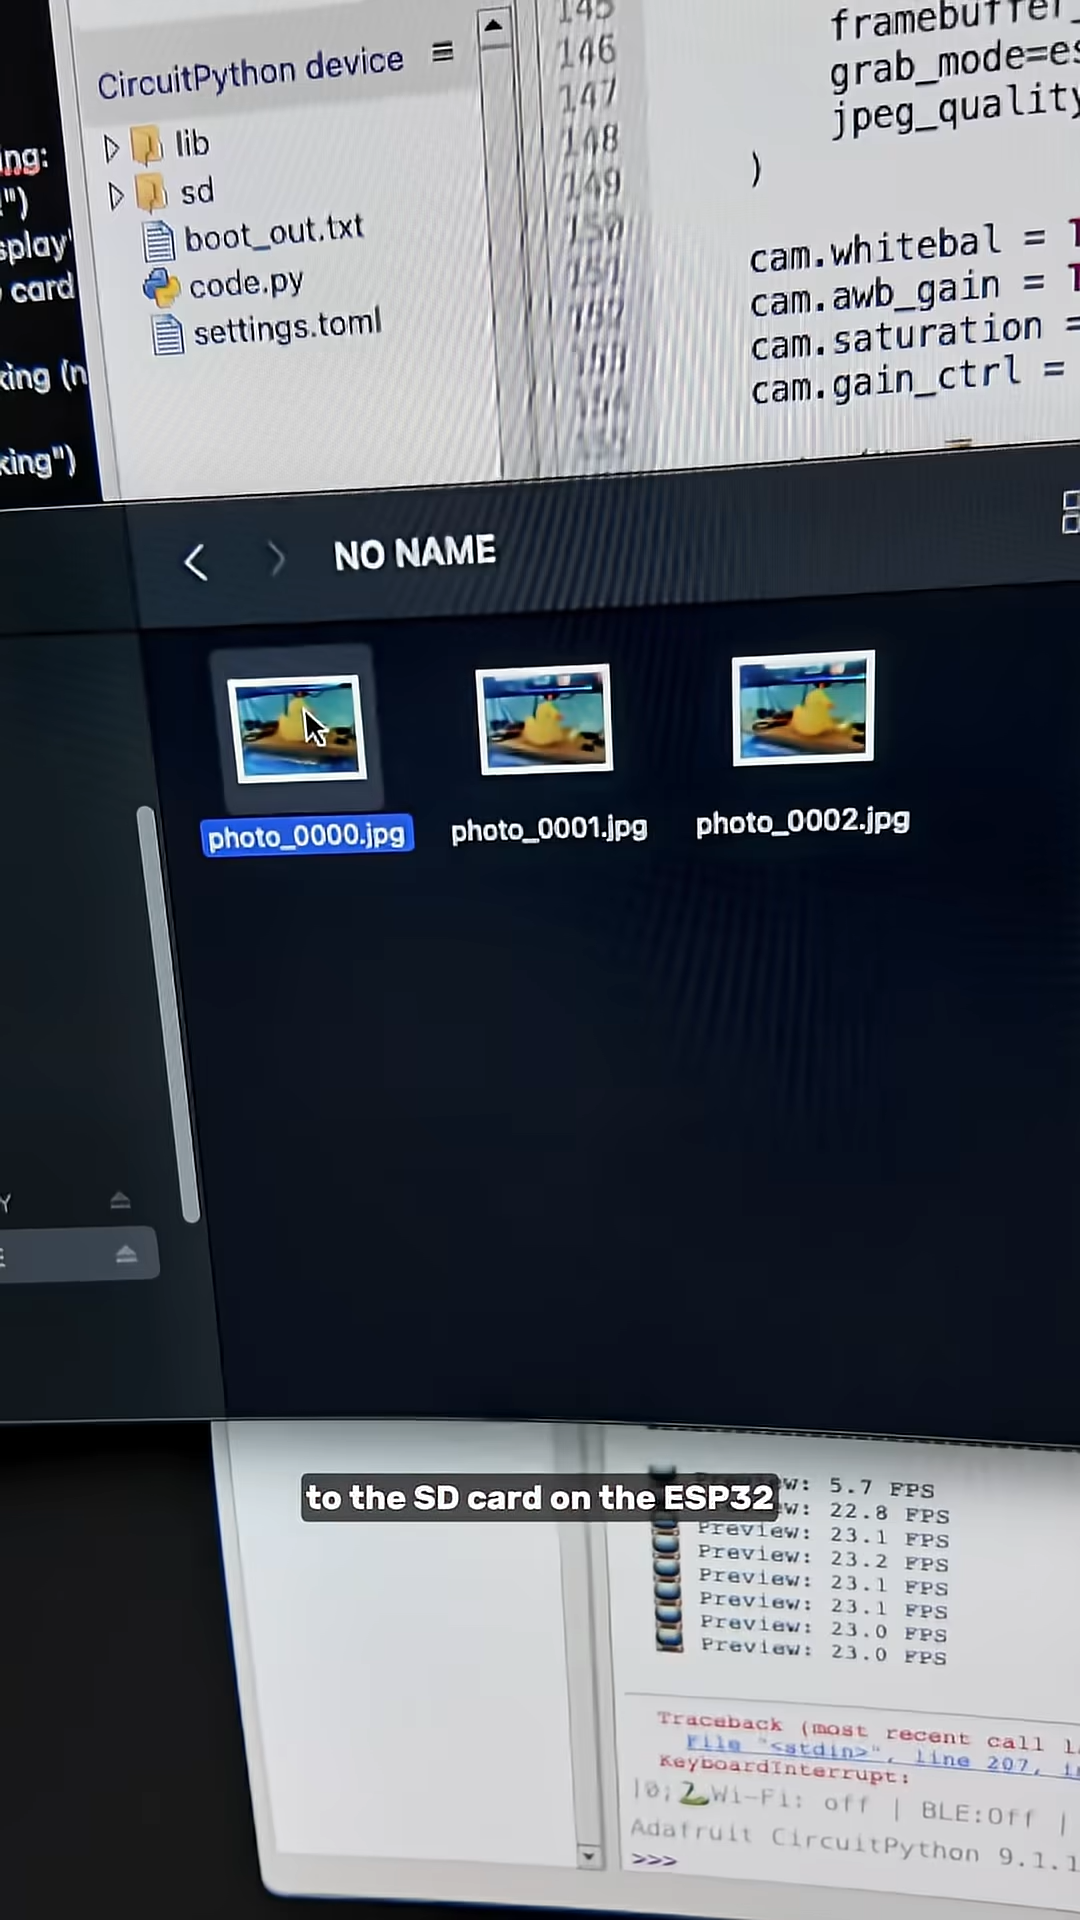 CircuitPython device
lib
sd
boot_out.txt
code.py
settings.toml
ing:
")
splay'
card
king (n
king")
145
146
147
148
149
150
151
152
framebuffer_
grab_mode=es
jpeg_quality
)
cam.whitebal = 1
cam.awb_gain = 1
cam.saturation =
cam.gain_ctrl =
NO NAME
photo_0000.jpg
photo_0001.jpg
photo_0002.jpg
Y
E
to the SD card on the ESP32
w: 5.7 FPS
w: 22.8 FPS
Preview: 23.1 FPS
Preview: 23.2 FPS
Preview: 23.1 FPS
Preview: 23.1 FPS
Preview: 23.0 FPS
Preview: 23.0 FPS
Traceback (most recent call l
File "<stdin>", line 207, i
KeyboardInterrupt:
]0;🐍Wi-Fi: off | BLE:Off |
Adafruit CircuitPython 9.1.1
>>>